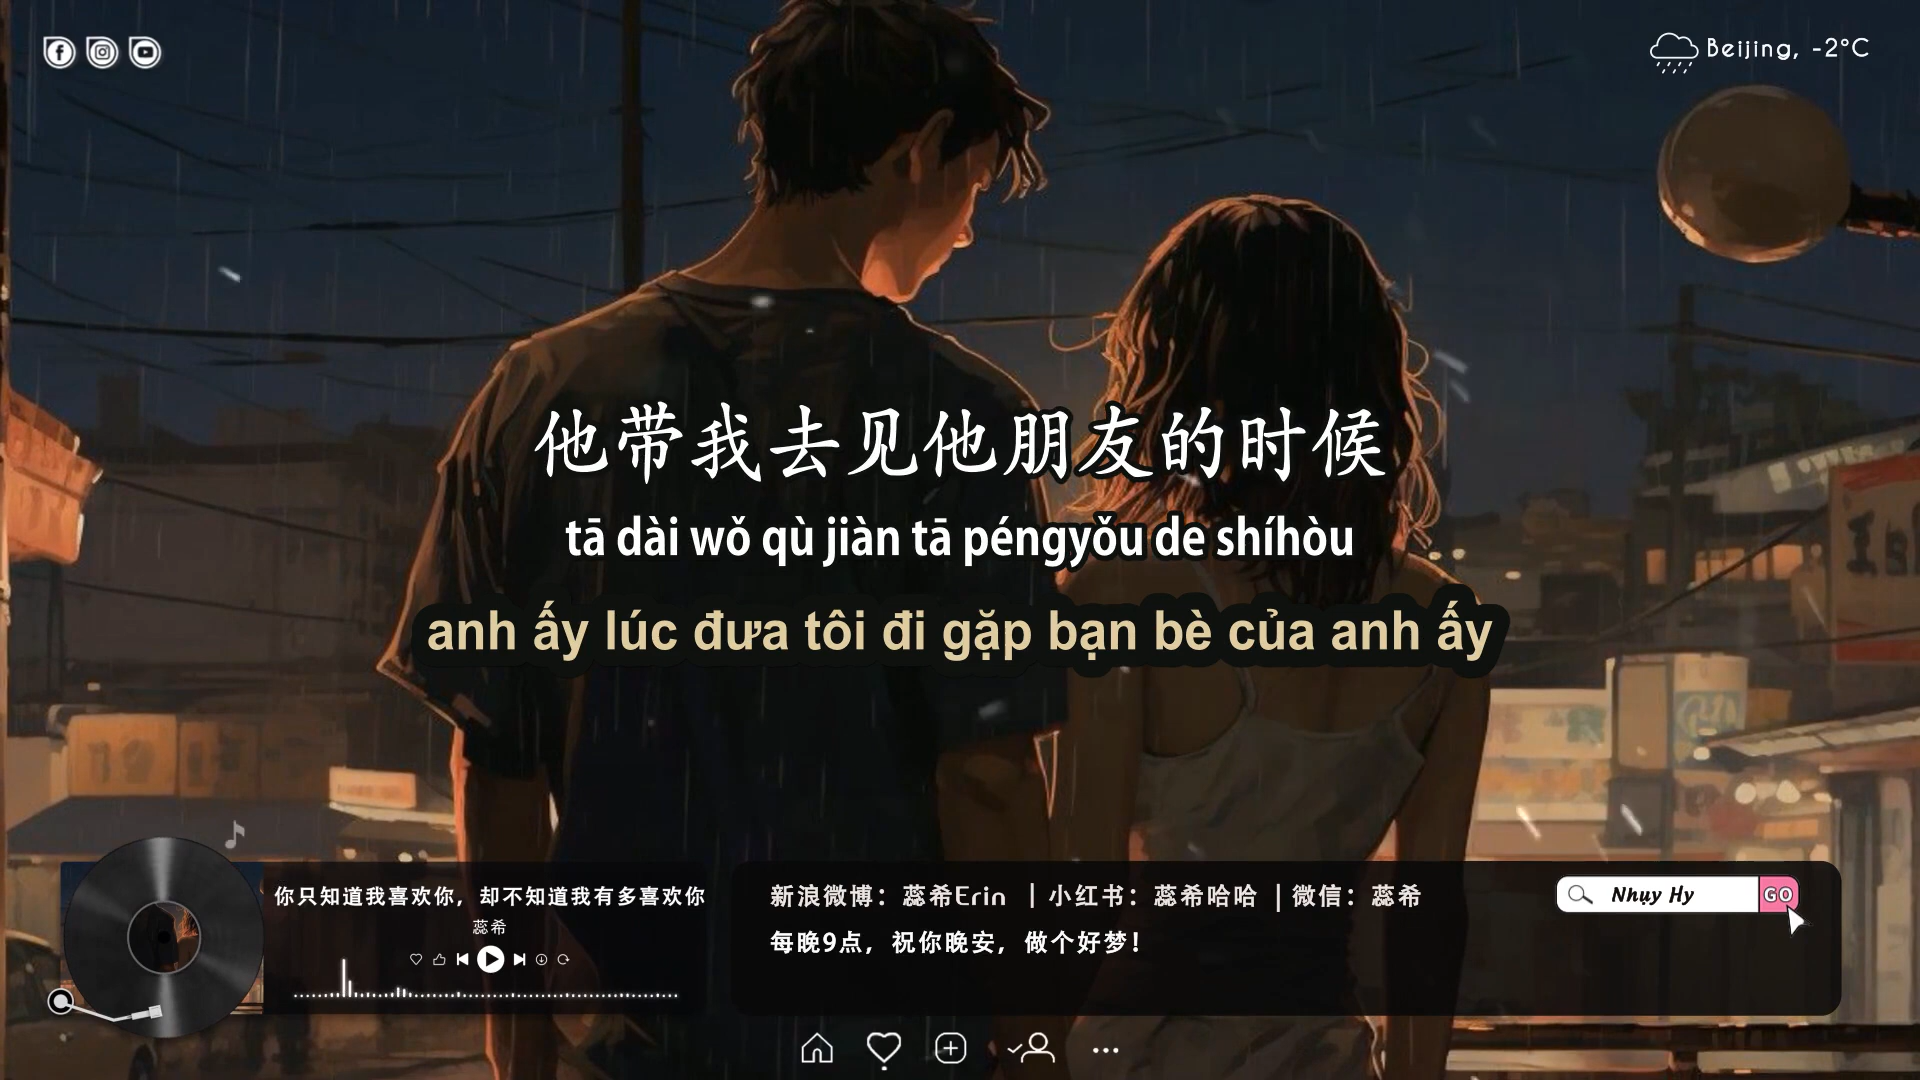 Beijing, -2°C
他带我去见他朋友的时候
tā dài wǒ qù jiàn tā péngyǒu de shíhòu
anh ấy lúc đưa tôi đi gặp bạn bè của anh ấy
你只知道我喜欢你，却不知道我有多喜欢你
蕊希
新浪微博：蕊希Erin ｜小红书：蕊希哈哈 ｜微信：蕊希
每晚9点，祝你晚安，做个好梦！
Nhụy Hy GO